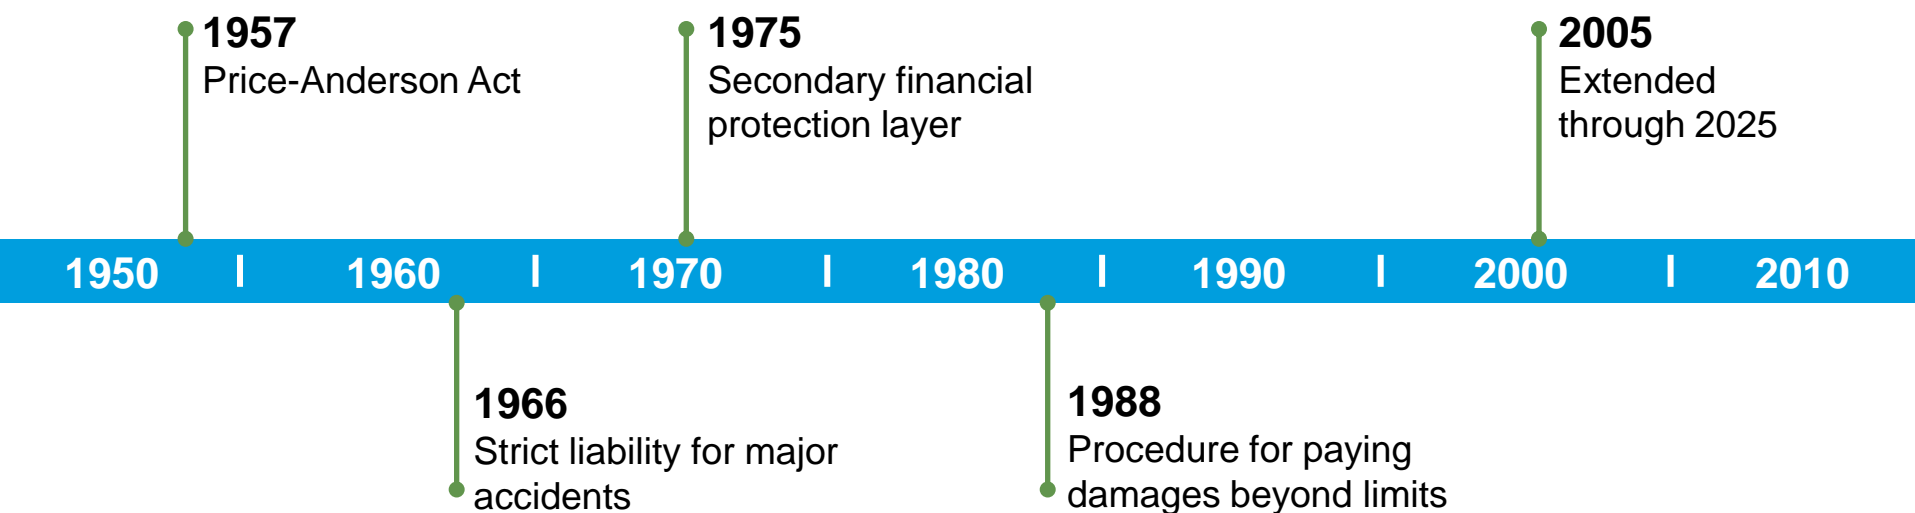 1957
Price-Anderson Act
1975
Secondary financial
protection layer
2005
Extended
through 2025
1950 | 1960 | 1970 | 1980 | 1990 | 2000 | 2010
1966
Strict liability for major
accidents
1988
Procedure for paying
damages beyond limits